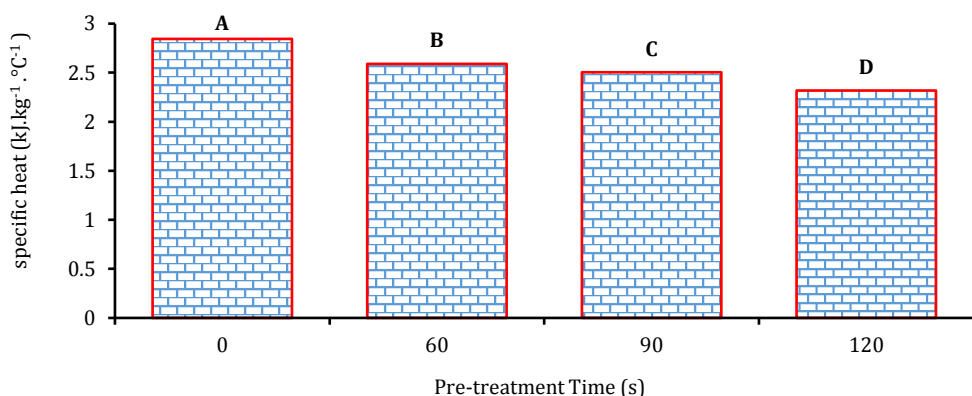 specific heat (kJ.kg⁻¹ .°C⁻¹ )
3
2.5
2
1.5
1
0.5
0
A
B
C
D
0 60 90 120
Pre-treatment Time (s)